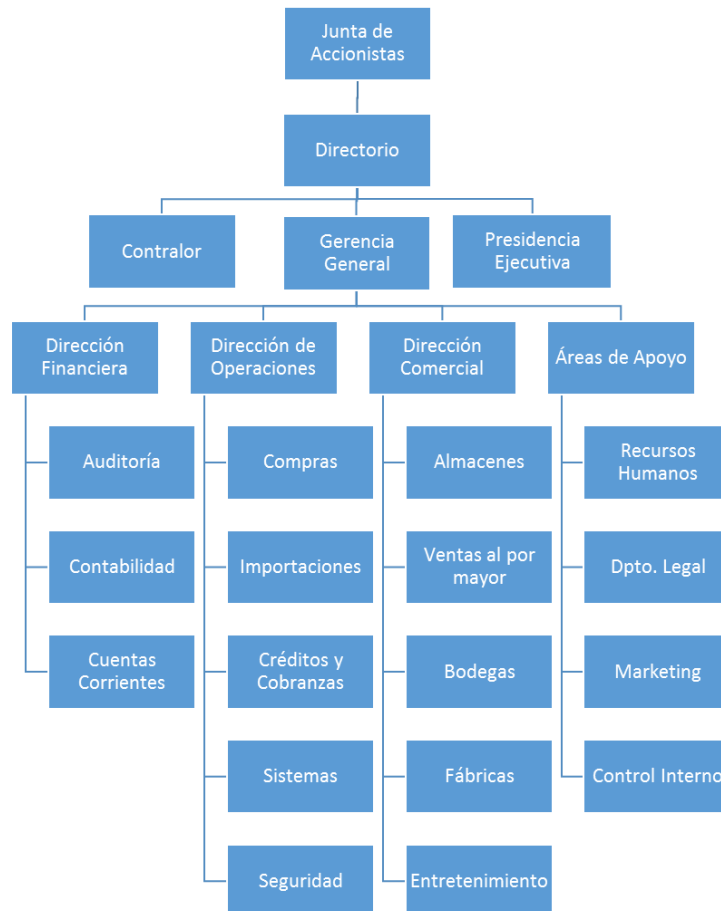 Junta de
Accionistas
Directorio
Contralor
Gerencia
General
Presidencia
Ejecutiva
Dirección
Financiera
Dirección de
Operaciones
Dirección
Comercial
Áreas de Apoyo
Auditoría
Compras
Almacenes
Recursos
Humanos
Contabilidad
Importaciones
Ventas al por
mayor
Dpto. Legal
Cuentas
Corrientes
Créditos y
Cobranzas
Bodegas
Marketing
Sistemas
Fábricas
Control Interno
Seguridad
Entretenimiento